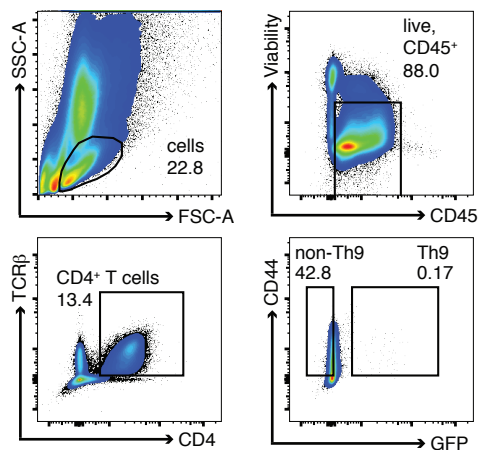 SSC-A
cells
22.8
FSC-A
Viability
live,
CD45⁺
88.0
CD45
TCRβ
CD4⁺ T cells
13.4
CD4
CD44
non-Th9
42.8
Th9
0.17
GFP